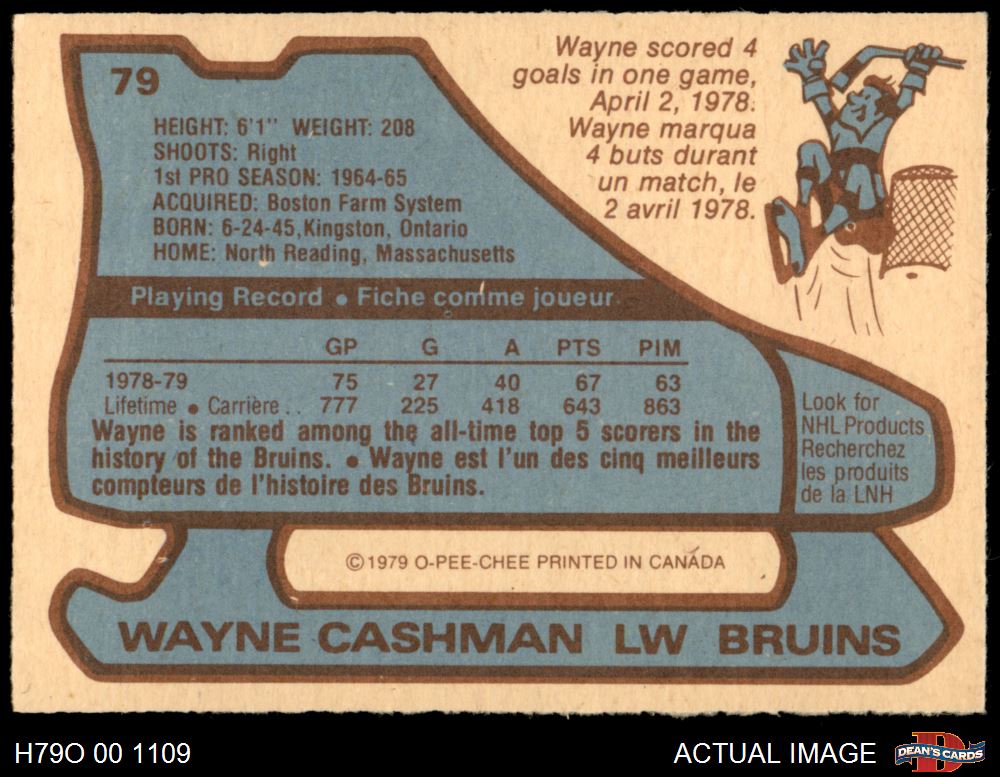 79
HEIGHT: 6'1" WEIGHT: 208
SHOOTS: Right
1st PRO SEASON: 1964-65
ACQUIRED: Boston Farm System
BORN: 6-24-45, Kingston, Ontario
HOME: North Reading, Massachusetts
Wayne scored 4
goals in one game,
April 2, 1978.
Wayne marqua
4 buts durant
un match, le
2 avril 1978.
Playing Record • Fiche comme joueur
GP G A PTS PIM
1978-79 75 27 40 67 63
Lifetime • Carrière .. 777 225 418 643 863
Wayne is ranked among the all-time top 5 scorers in the
history of the Bruins. • Wayne est l'un des cinq meilleurs
compteurs de l'histoire des Bruins.
Look for
NHL Products
Recherchez
les produits
de la LNH
©1979 O-PEE-CHEE PRINTED IN CANADA
WAYNE CASHMAN LW BRUINS
H79O 00 1109
ACTUAL IMAGE
DEAN'S CARDS